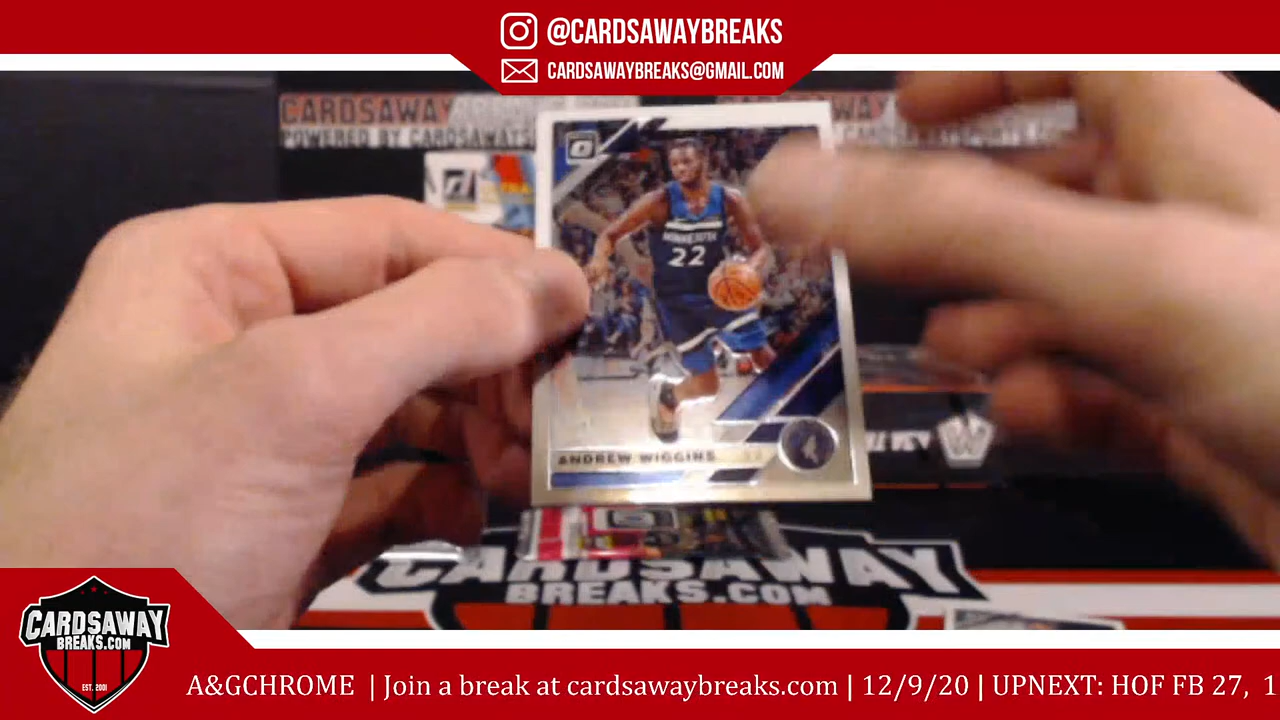 @CARDSAWAYBREAKS
CARDSAWAYBREAKS@GMAIL.COM
CARDSAWAY
POWERED BY CARDSAWAYS
MINNESOTA
22
ANDREW WIGGINS
CARDSAWAY
BREAKS.COM
CARDSAWAY
BREAKS.COM
EST. 2001
A&GCHROME | Join a break at cardsawaybreaks.com | 12/9/20 | UPNEXT: HOF FB 27, 1